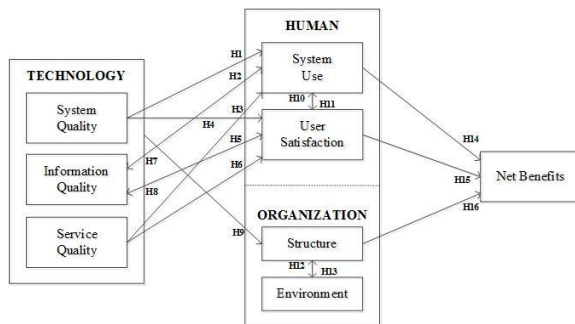 HUMAN
TECHNOLOGY
System
Use
H1
H2
System
Quality
H3
H4
H10
H11
User
Satisfaction
H5
H6
H7
H8
Information
Quality
H14
H15
H16
Net Benefits
Service
Quality
ORGANIZATION
H9
Structure
H12
H13
Environment